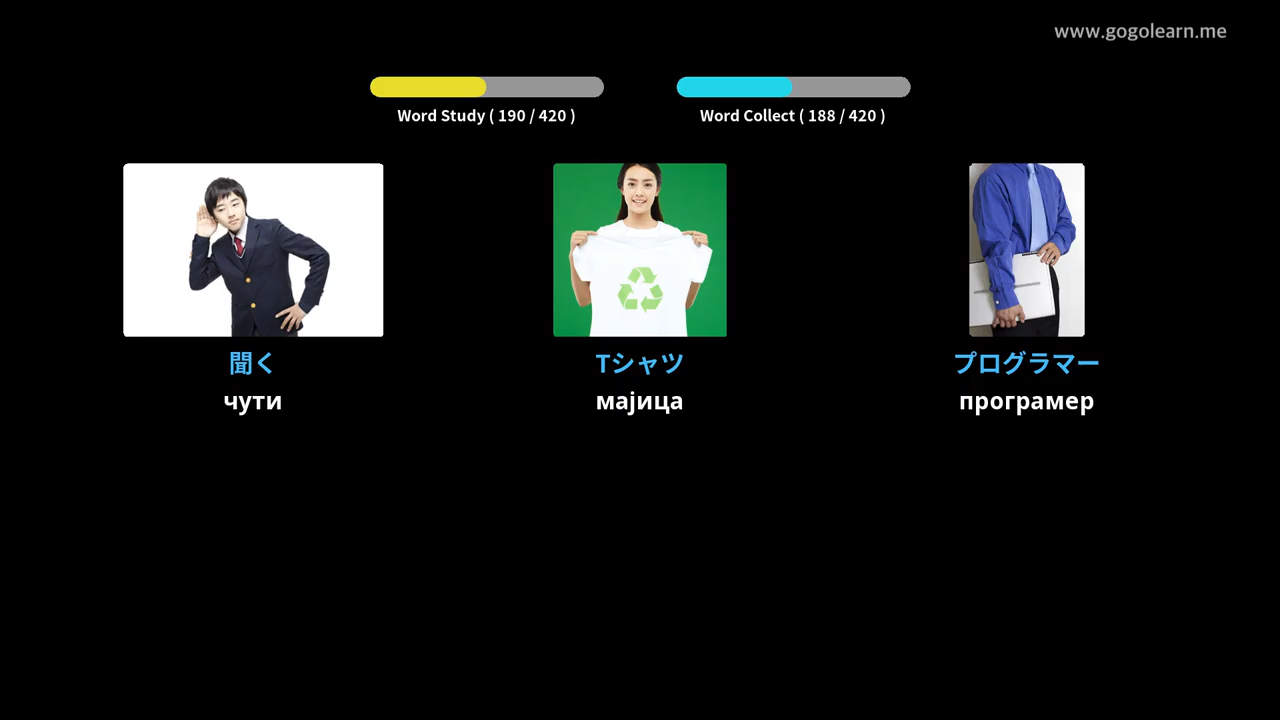 www.gogolearn.me
Word Study ( 190 / 420 )
Word Collect ( 188 / 420 )
聞く
Tシャツ
プログラマー
чути
мајица
програмер